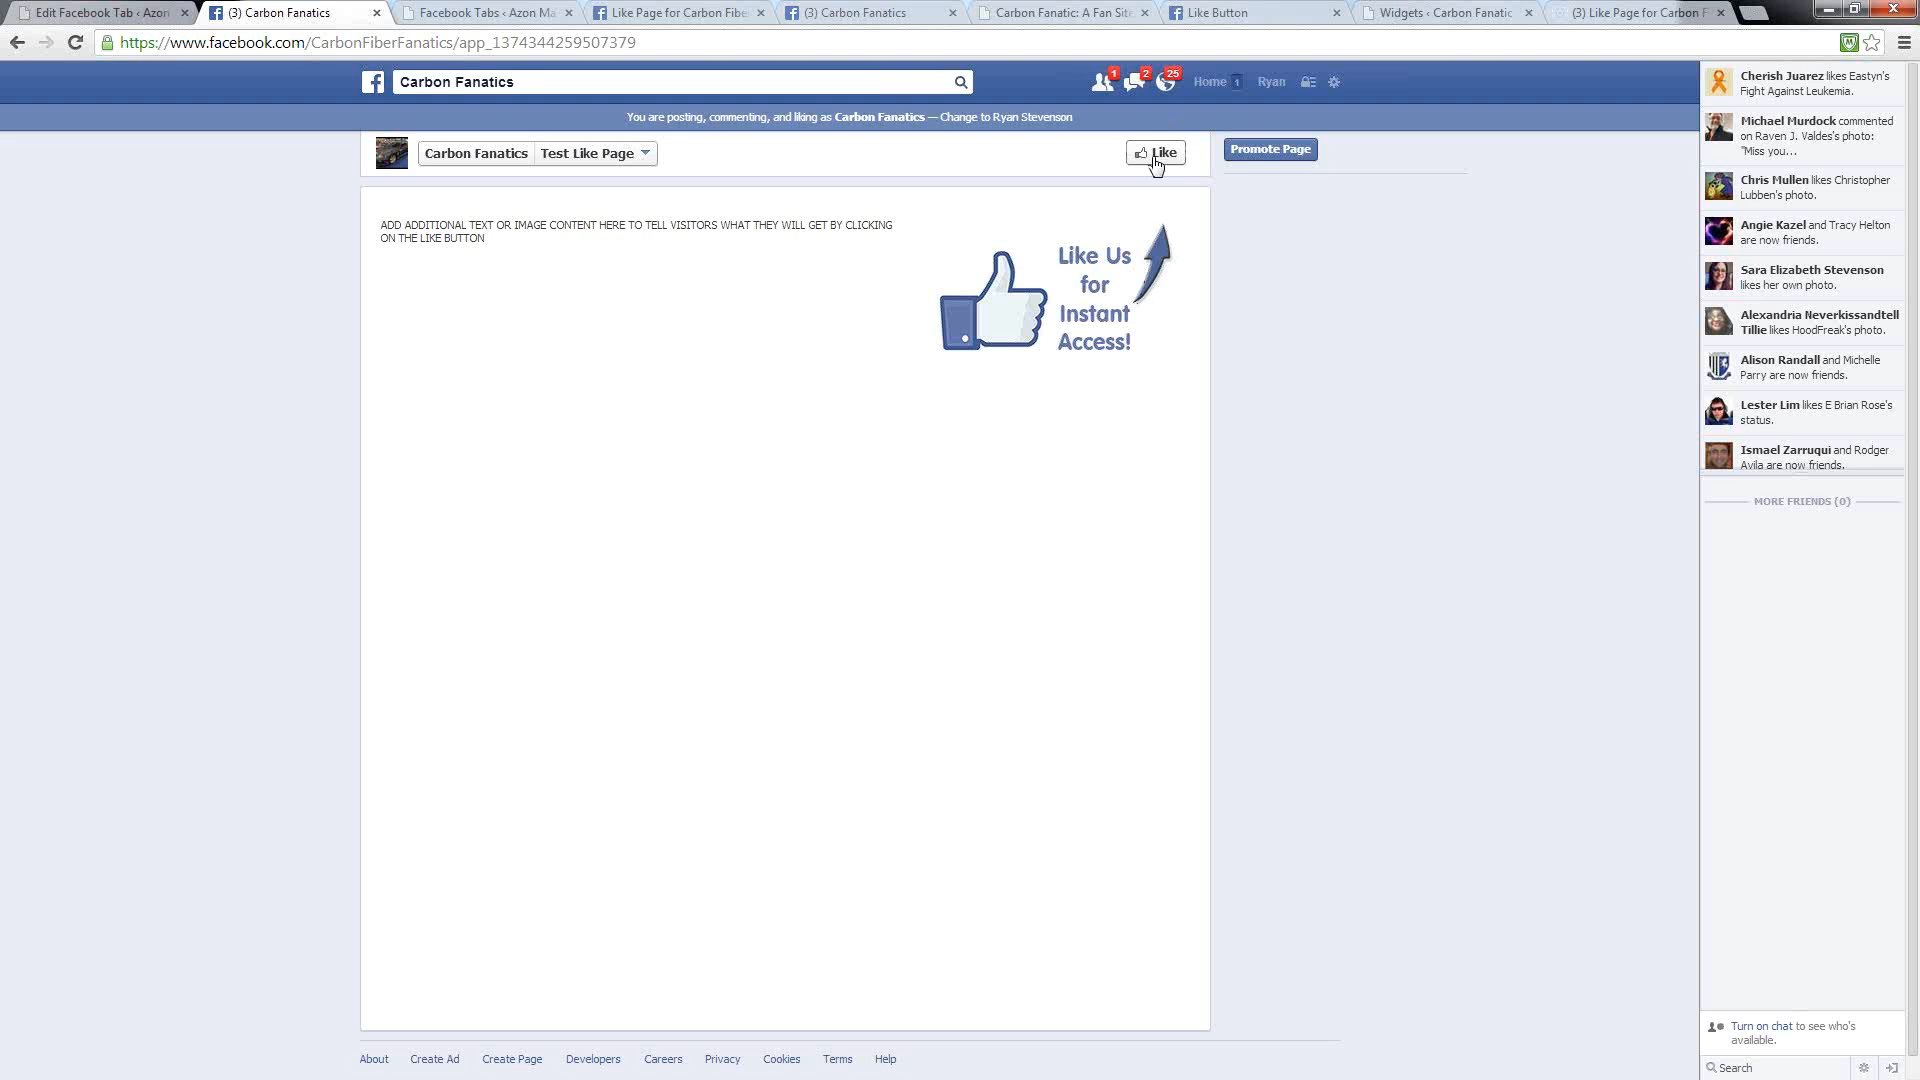 Edit Facebook Tab ‹ Azon
(3) Carbon Fanatics
Facebook Tabs ‹ Azon Ma
Like Page for Carbon Fibe
(3) Carbon Fanatics
Carbon Fanatic: A Fan Site
Like Button
Widgets ‹ Carbon Fanatic
(3) Like Page for Carbon F
https://www.facebook.com/CarbonFiberFanatics/app_1374344259507379
Carbon Fanatics
1
2
25
Home 1
Ryan
You are posting, commenting, and liking as Carbon Fanatics — Change to Ryan Stevenson
Carbon Fanatics
Test Like Page
Like
Promote Page
ADD ADDITIONAL TEXT OR IMAGE CONTENT HERE TO TELL VISITORS WHAT THEY WILL GET BY CLICKING
ON THE LIKE BUTTON
Like Us
for
Instant
Access!
Cherish Juarez likes Eastyn's
Fight Against Leukemia.
Michael Murdock commented
on Raven J. Valdes's photo:
"Miss you...
Chris Mullen likes Christopher
Lubben's photo.
Angie Kazel and Tracy Helton
are now friends.
Sara Elizabeth Stevenson
likes her own photo.
Alexandria Neverkissandtell
Tillie likes HoodFreak's photo.
Alison Randall and Michelle
Parry are now friends.
Lester Lim likes E Brian Rose's
status.
Ismael Zarruqui and Rodger
Avila are now friends.
MORE FRIENDS (0)
Turn on chat to see who's
available.
Search
About
Create Ad
Create Page
Developers
Careers
Privacy
Cookies
Terms
Help